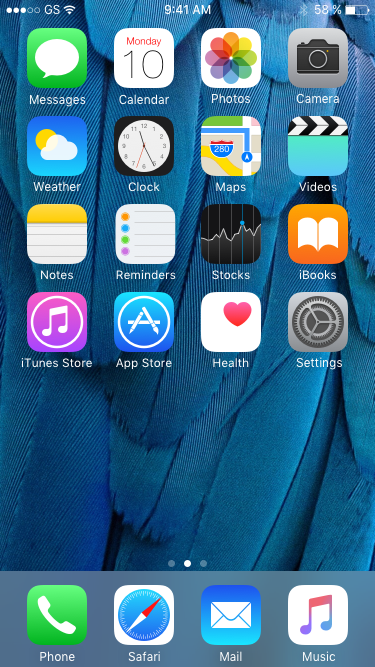 GS 9:41 AM 58 %
Monday
10
Messages Calendar Photos Camera
280
Weather Clock Maps Videos
Notes Reminders Stocks iBooks
iTunes Store App Store Health Settings
Phone Safari Mail Music